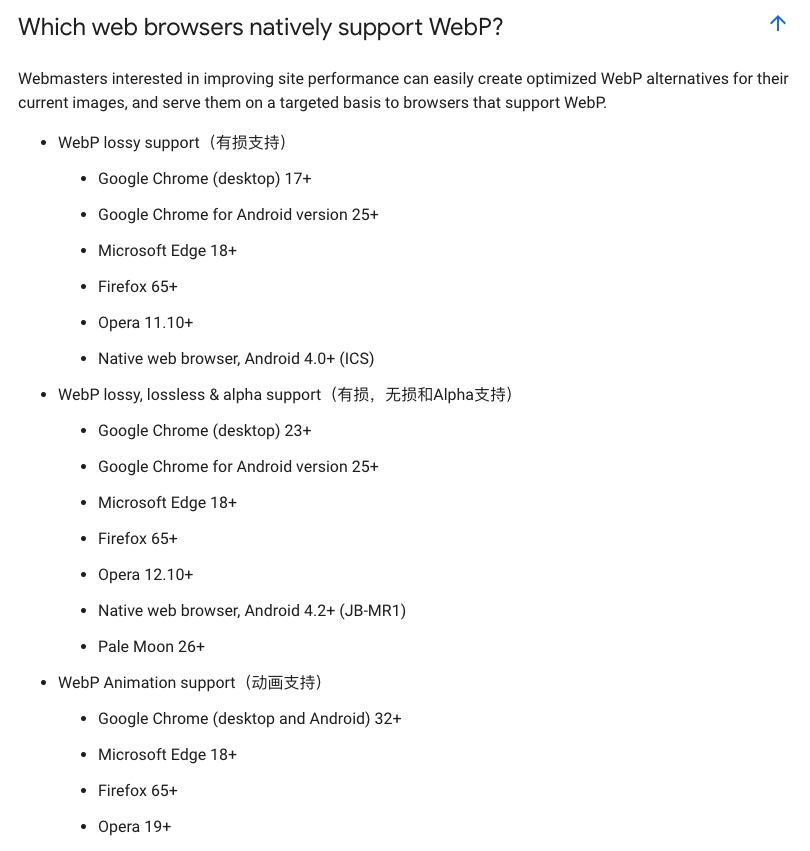 Which web browsers natively support WebP?
Webmasters interested in improving site performance can easily create optimized WebP alternatives for their
current images, and serve them on a targeted basis to browsers that support WebP.
WebP lossy support（有损支持）
Google Chrome (desktop) 17+
Google Chrome for Android version 25+
Microsoft Edge 18+
Firefox 65+
Opera 11.10+
Native web browser, Android 4.0+ (ICS)
WebP lossy, lossless & alpha support（有损，无损和Alpha支持）
Google Chrome (desktop) 23+
Google Chrome for Android version 25+
Microsoft Edge 18+
Firefox 65+
Opera 12.10+
Native web browser, Android 4.2+ (JB-MR1)
Pale Moon 26+
WebP Animation support（动画支持）
Google Chrome (desktop and Android) 32+
Microsoft Edge 18+
Firefox 65+
Opera 19+